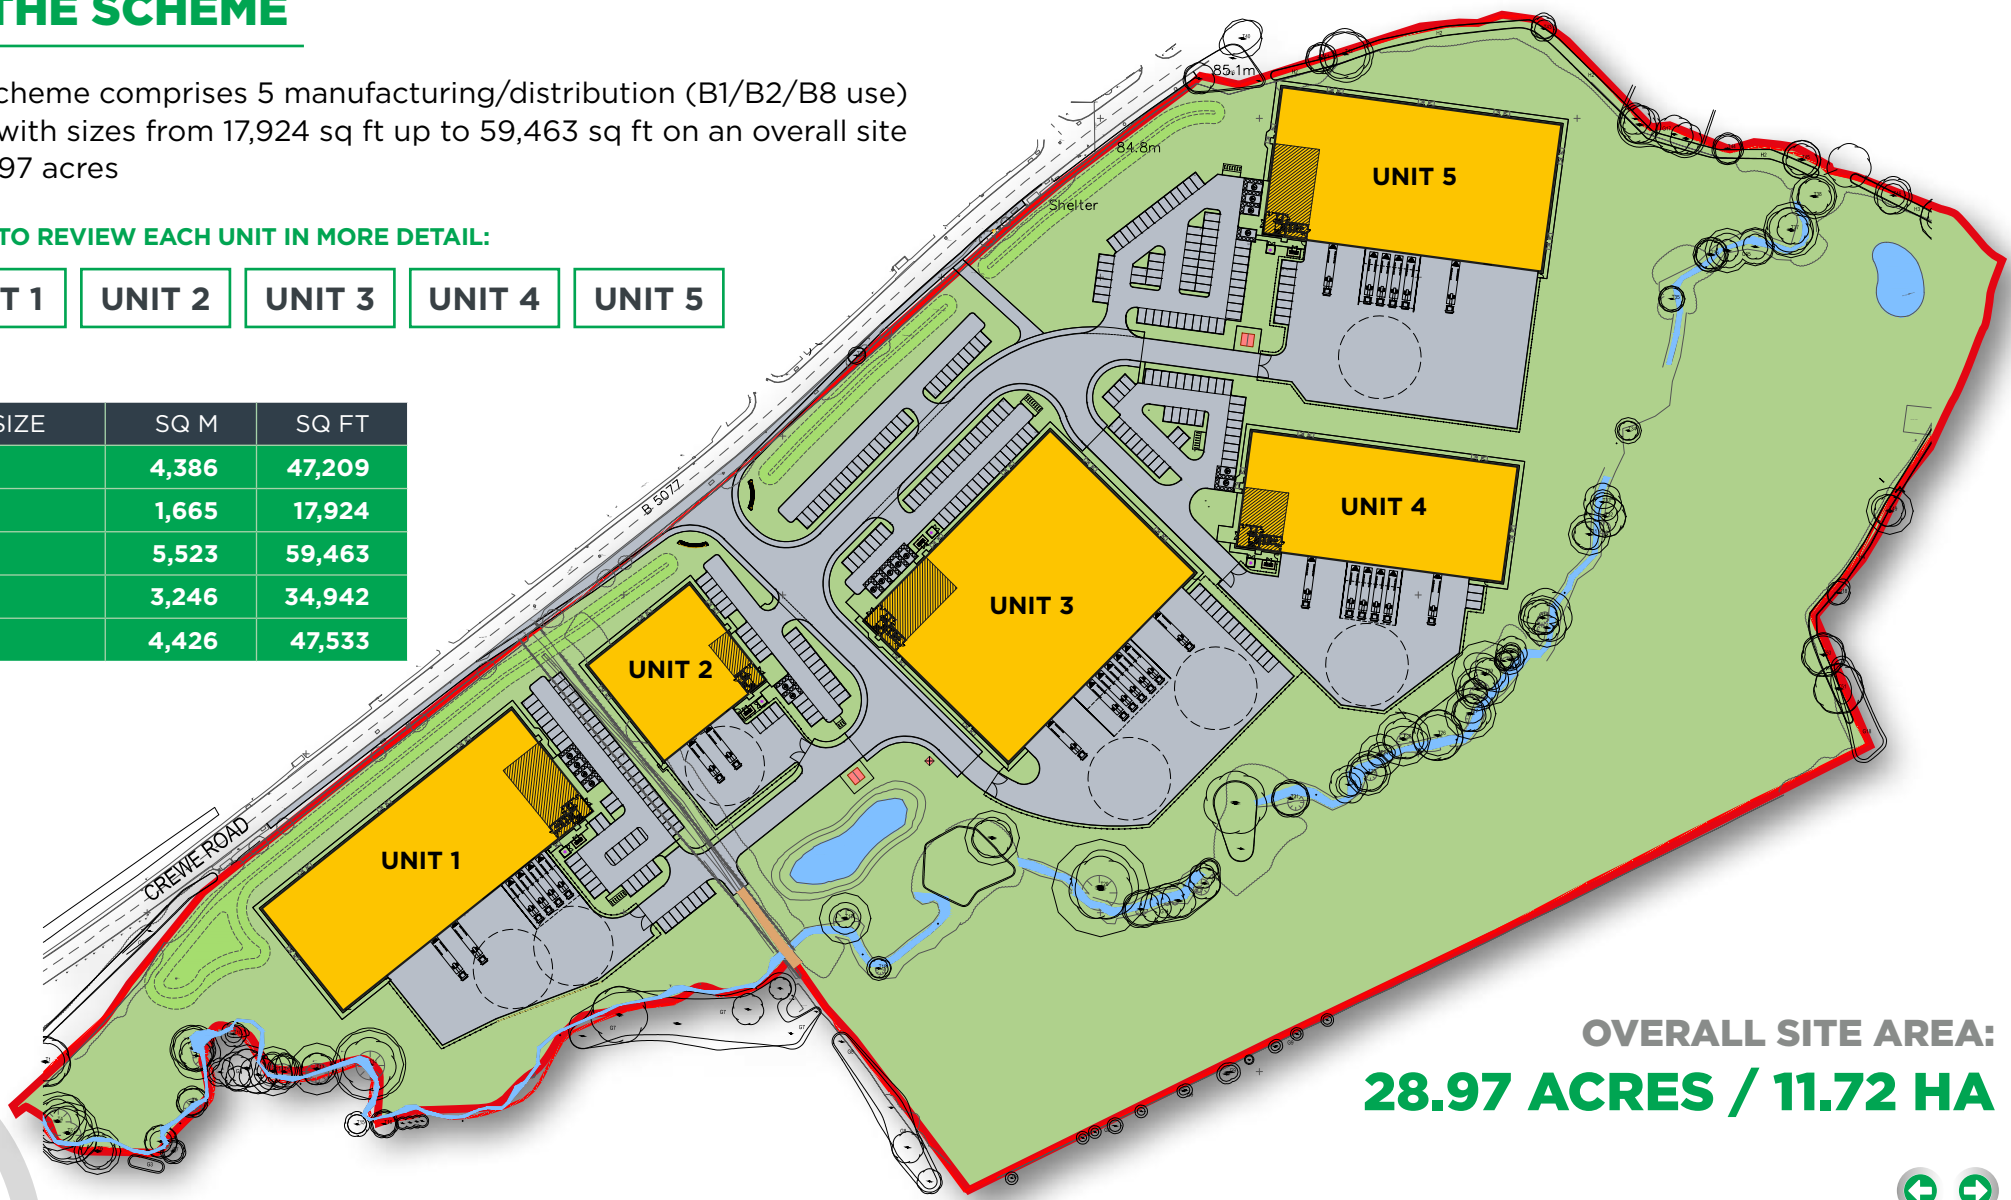 THE SCHEME
cheme comprises 5 manufacturing/distribution (B1/B2/B8 use)
with sizes from 17,924 sq ft up to 59,463 sq ft on an overall site
97 acres
TO REVIEW EACH UNIT IN MORE DETAIL:
T 1
UNIT 2
UNIT 3
UNIT 4
UNIT 5
SIZE SQ M SQ FT
4,386 47,209
1,665 17,924
5,523 59,463
3,246 34,942
4,426 47,533
85.1m
84.8m
Shelter
B 5077
CREWE ROAD
UNIT 5
UNIT 4
UNIT 3
UNIT 2
UNIT 1
OVERALL SITE AREA:
28.97 ACRES / 11.72 HA